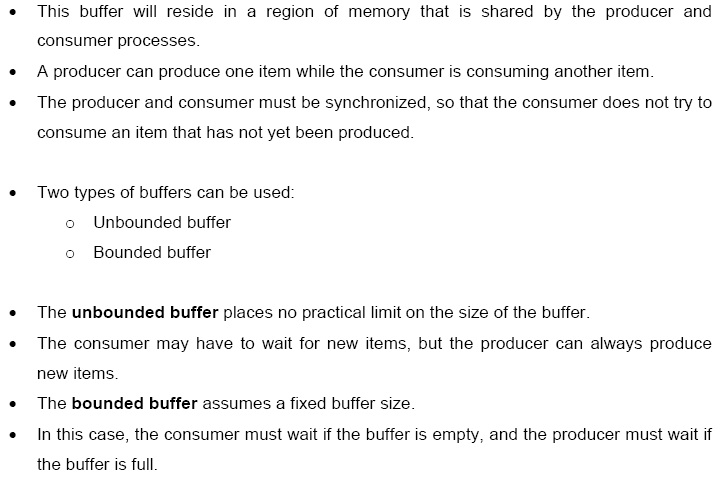 • This buffer will reside in a region of memory that is shared by the producer and
consumer processes.
• A producer can produce one item while the consumer is consuming another item.
• The producer and consumer must be synchronized, so that the consumer does not try to
consume an item that has not yet been produced.
• Two types of buffers can be used:
o Unbounded buffer
o Bounded buffer
• The unbounded buffer places no practical limit on the size of the buffer.
• The consumer may have to wait for new items, but the producer can always produce
new items.
• The bounded buffer assumes a fixed buffer size.
• In this case, the consumer must wait if the buffer is empty, and the producer must wait if
the buffer is full.